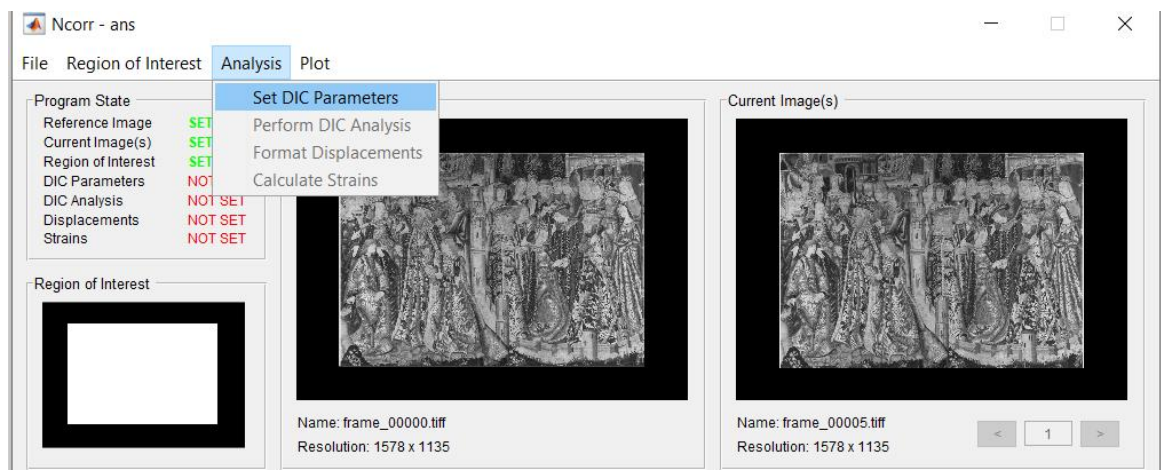 Ncorr - ans
File Region of Interest Analysis Plot
Set DIC Parameters
Perform DIC Analysis
Format Displacements
Calculate Strains
Program State
Reference Image SET
Current Image(s) SET
Region of Interest SET
DIC Parameters NOT
DIC Analysis NOT SET
Displacements NOT SET
Strains NOT SET
Region of Interest
Name: frame_00000.tiff
Resolution: 1578 x 1135
Current Image(s)
Name: frame_00005.tiff
Resolution: 1578 x 1135
< 1 >